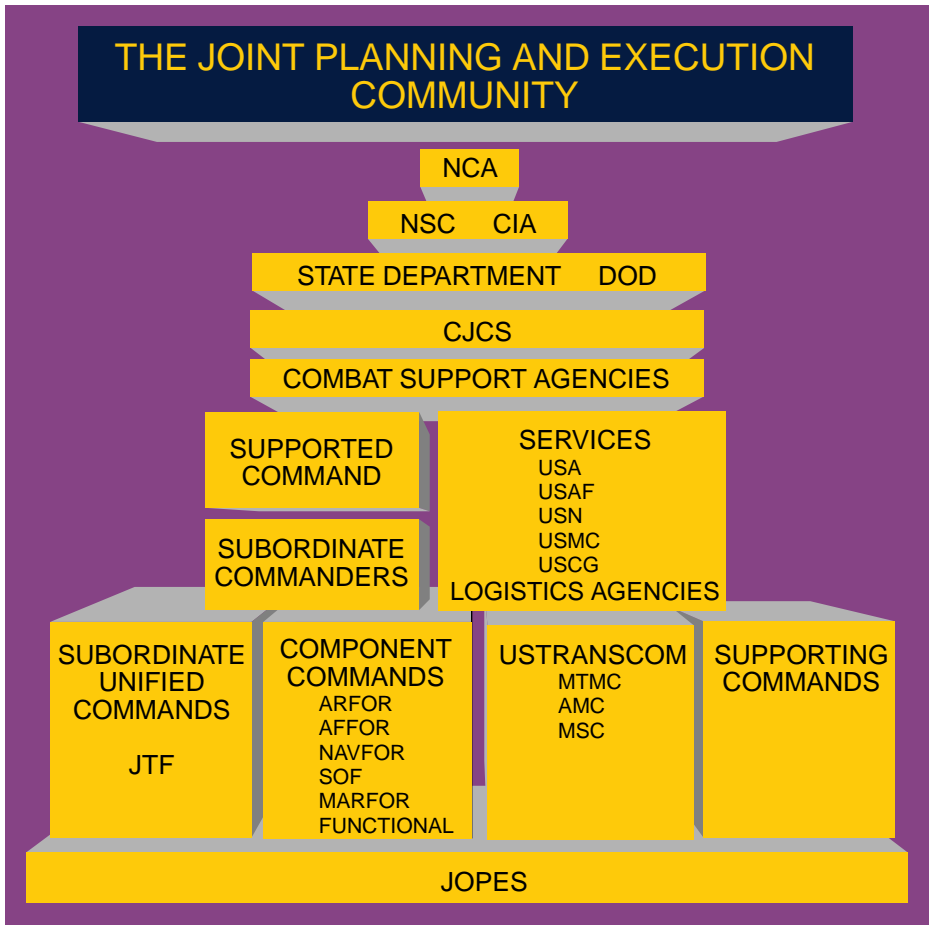 THE JOINT PLANNING AND EXECUTION
COMMUNITY
NCA
NSC CIA
STATE DEPARTMENT DOD
CJCS
COMBAT SUPPORT AGENCIES
SUPPORTED
COMMAND
SUBORDINATE
COMMANDERS
SERVICES
USA
USAF
USN
USMC
USCG
LOGISTICS AGENCIES
SUBORDINATE
UNIFIED
COMMANDS
JTF
COMPONENT
COMMANDS
ARFOR
AFFOR
NAVFOR
SOF
MARFOR
FUNCTIONAL
USTRANSCOM
MTMC
AMC
MSC
SUPPORTING
COMMANDS
JOPES